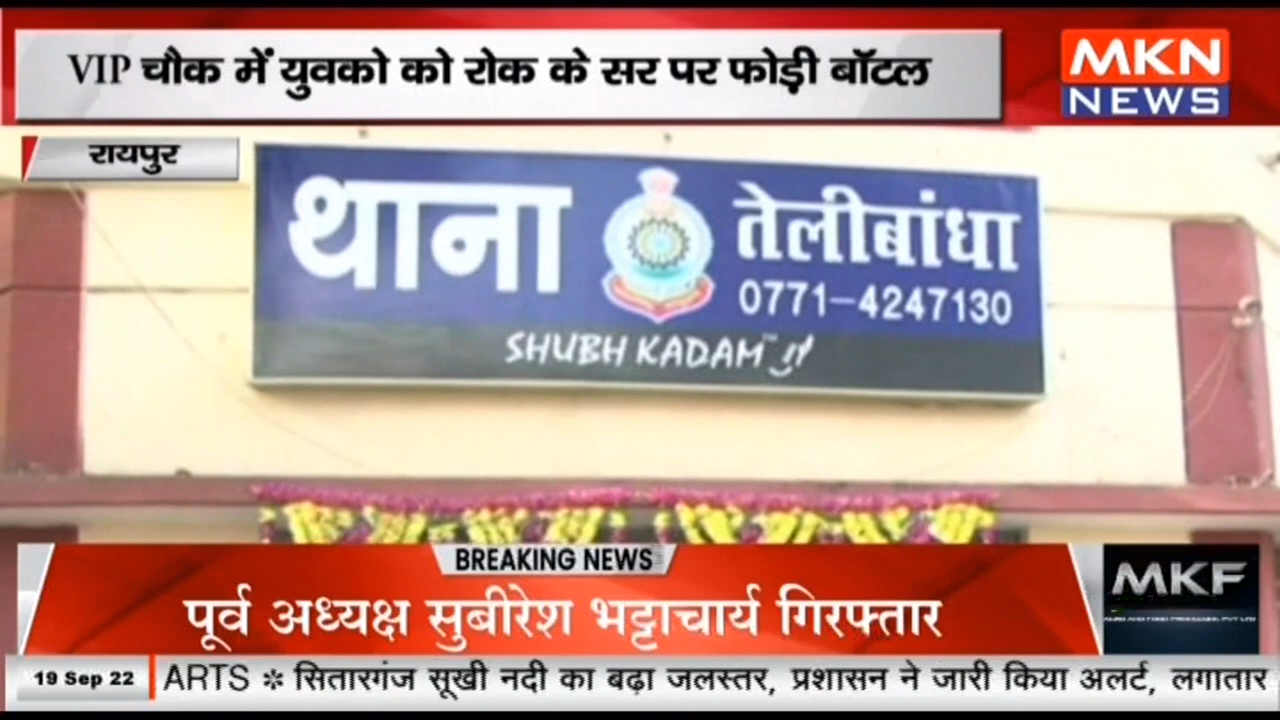 VIP चौक में युवको को रोक के सर पर फोड़ी बॉटल
MKN
NEWS
रायपुर
थाना
तेलीबांधा
0771-4247130
SHUBH KADAM
BREAKING NEWS
पूर्व अध्यक्ष सुबीरेश भट्टाचार्य गिरफ्तार
MKF
19 Sep 22
ARTS * सितारगंज सूखी नदी का बढ़ा जलस्तर, प्रशासन ने जारी किया अलर्ट, लगातार